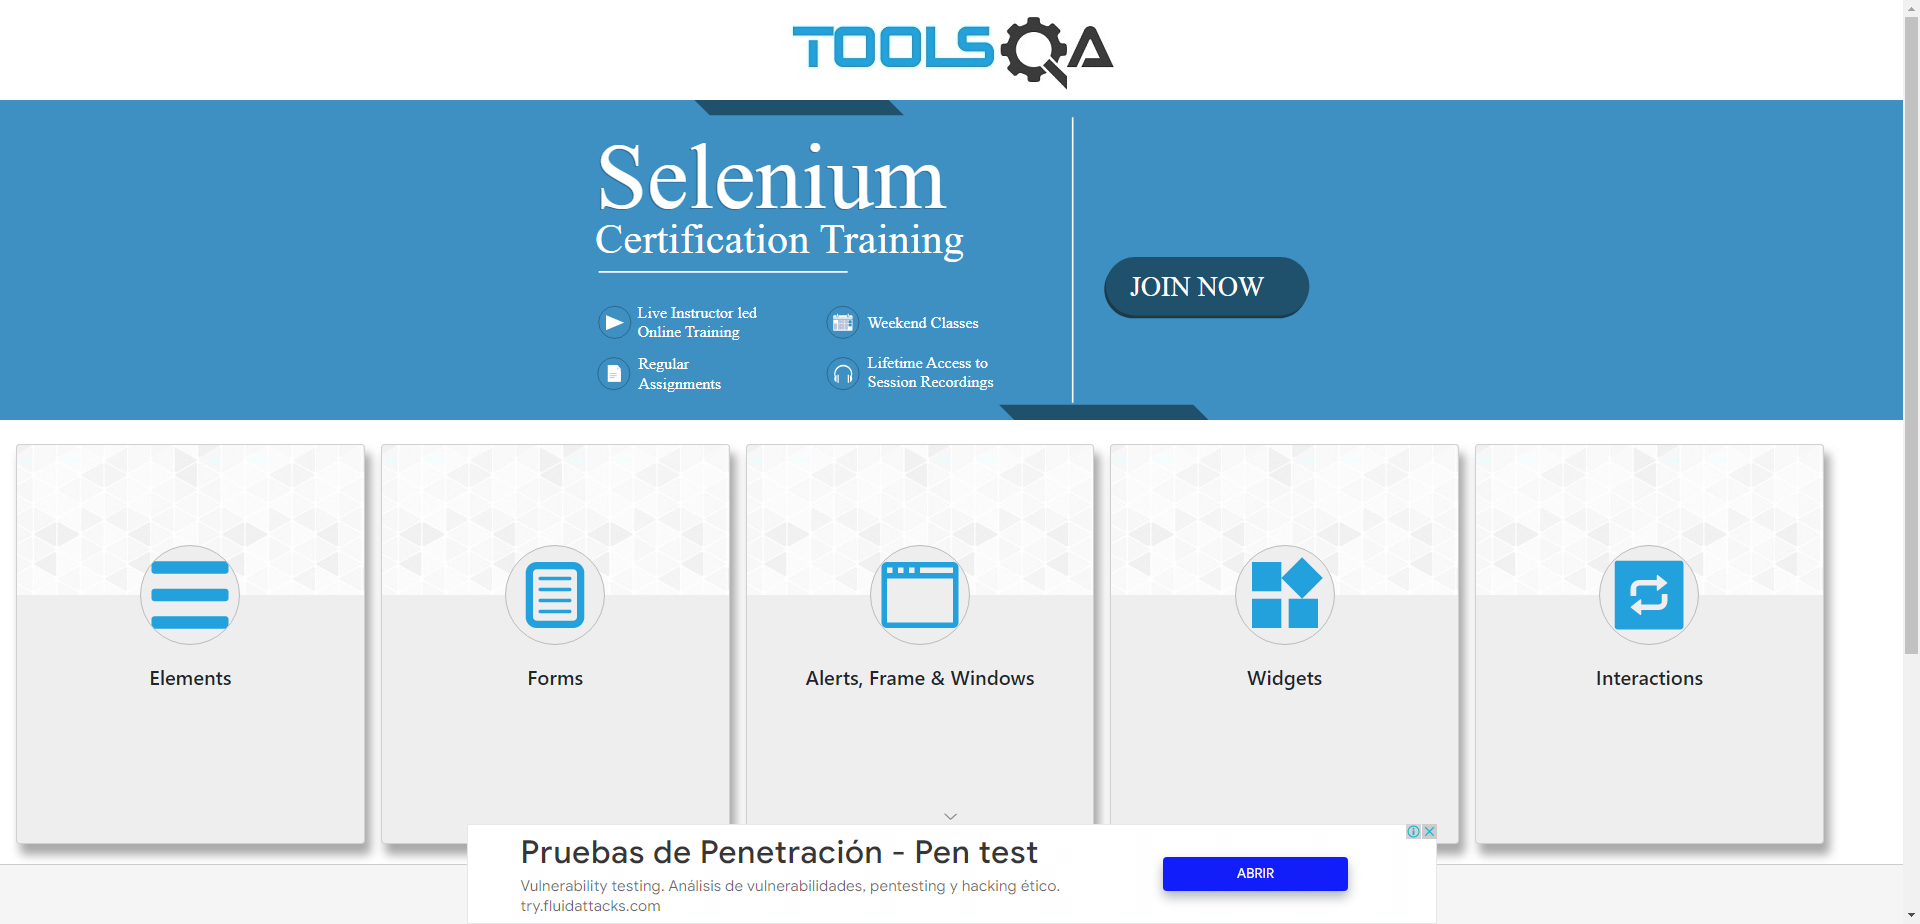 TOOLSQA
Selenium
Certification Training
Live Instructor led
Online Training
Weekend Classes
Regular
Assignments
Lifetime Access to
Session Recordings
JOIN NOW
Elements
Forms
Alerts, Frame & Windows
Widgets
Interactions
Pruebas de Penetración - Pen test
Vulnerability testing. Análisis de vulnerabilidades, pentesting y hacking ético.
try.fluidattacks.com
ABRIR